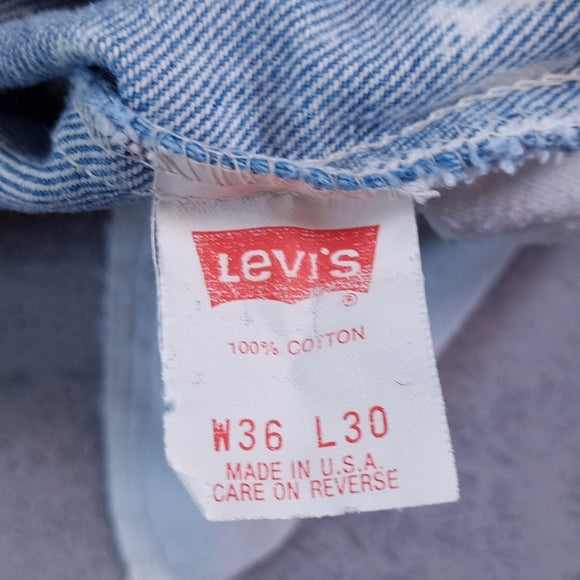 Levi's
®
100% COTTON
W36 L30
MADE IN U.S.A.
CARE ON REVERSE